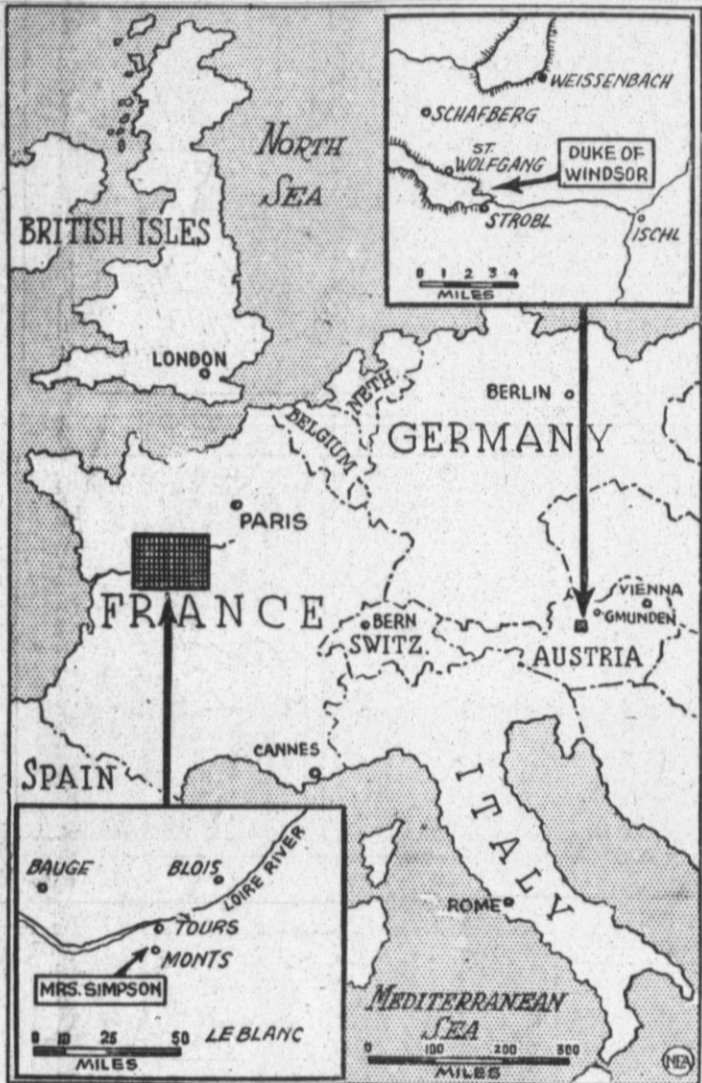 NORTH
SEA
BRITISH ISLES
LONDON
WEISSENBACH
SCHAFBERG
ST.
WOLFGANG
DUKE OF
WINDSOR
STROBL
ISCHL
0 1 2 3 4
MILES
BERLIN
NETH
BELGIUM
GERMANY
PARIS
FRANCE
VIENNA
GMUNDEN
BERN
SWITZ.
AUSTRIA
CANNES
SPAIN
ITALY
BAUGE
BLOIS
LOIRE RIVER
TOURS
MONTS
MRS. SIMPSON
0 10 25 50
MILES
LE BLANC
ROME
MEDITERRANEAN
SEA
0 100 200 300
MILES
NEA